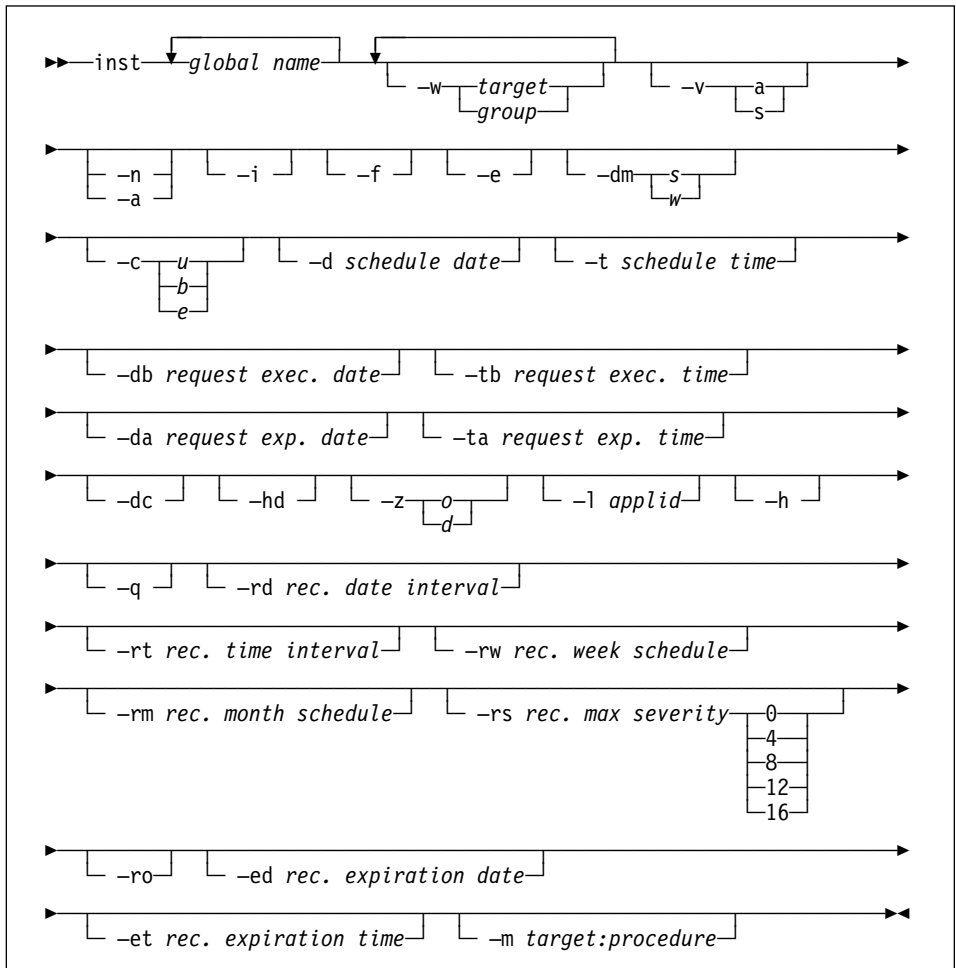 inst global name –w target –v a
group s
–n –i –f –e –dm s
–a w
–c u –d schedule date –t schedule time
b
e
–db request exec. date –tb request exec. time
–da request exp. date –ta request exp. time
–dc –hd –z o –l applid –h
d
–q –rd rec. date interval
–rt rec. time interval –rw rec. week schedule
–rm rec. month schedule –rs rec. max severity 0
4
8
12
16
–ro –ed rec. expiration date
–et rec. expiration time –m target:procedure